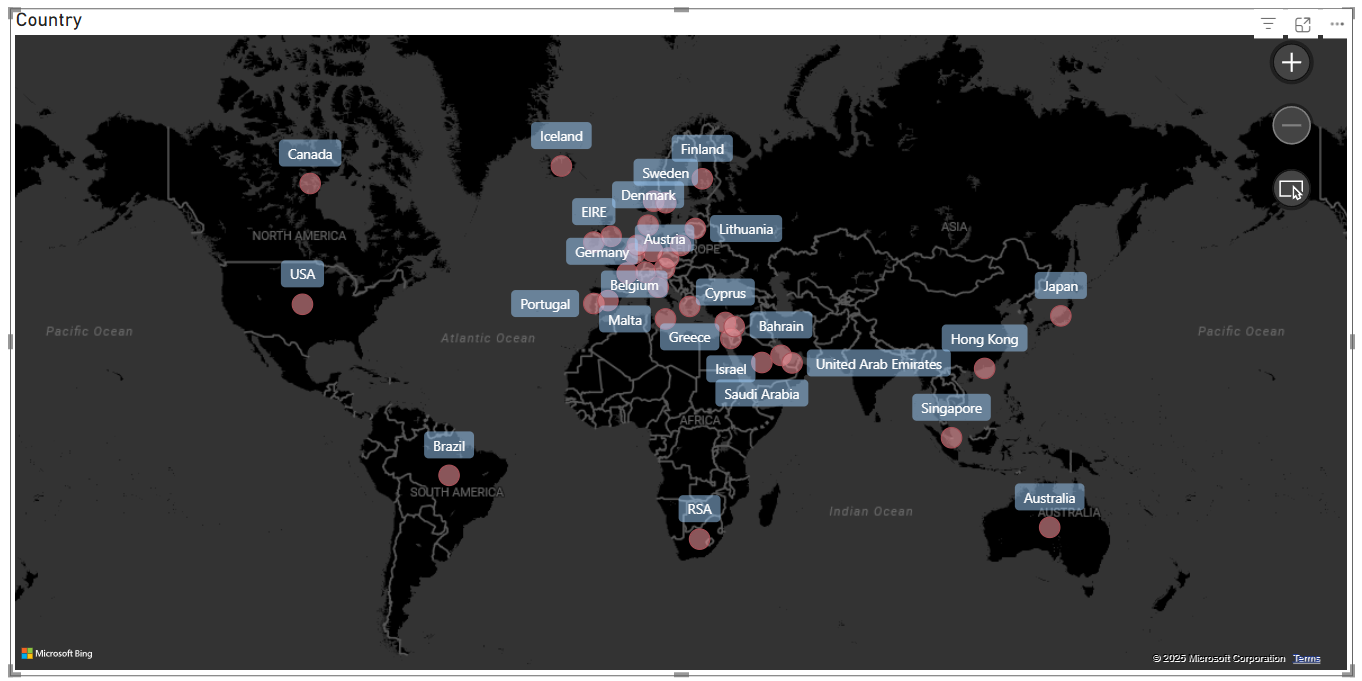 Country
Iceland
Finland
Canada
Sweden
Denmark
EIRE
Lithuania
NORTH AMERICA
Austria
EUROPE
ASIA
Germany
USA
Belgium
Japan
Portugal
Cyprus
Malta
Bahrain
Pacific Ocean
Atlantic Ocean
Greece
Hong Kong
Pacific Ocean
Israel
United Arab Emirates
Saudi Arabia
Singapore
AFRICA
Brazil
SOUTH AMERICA
Australia
RSA
Indian Ocean
AUSTRALIA
Microsoft Bing
© 2025 Microsoft Corporation Terms